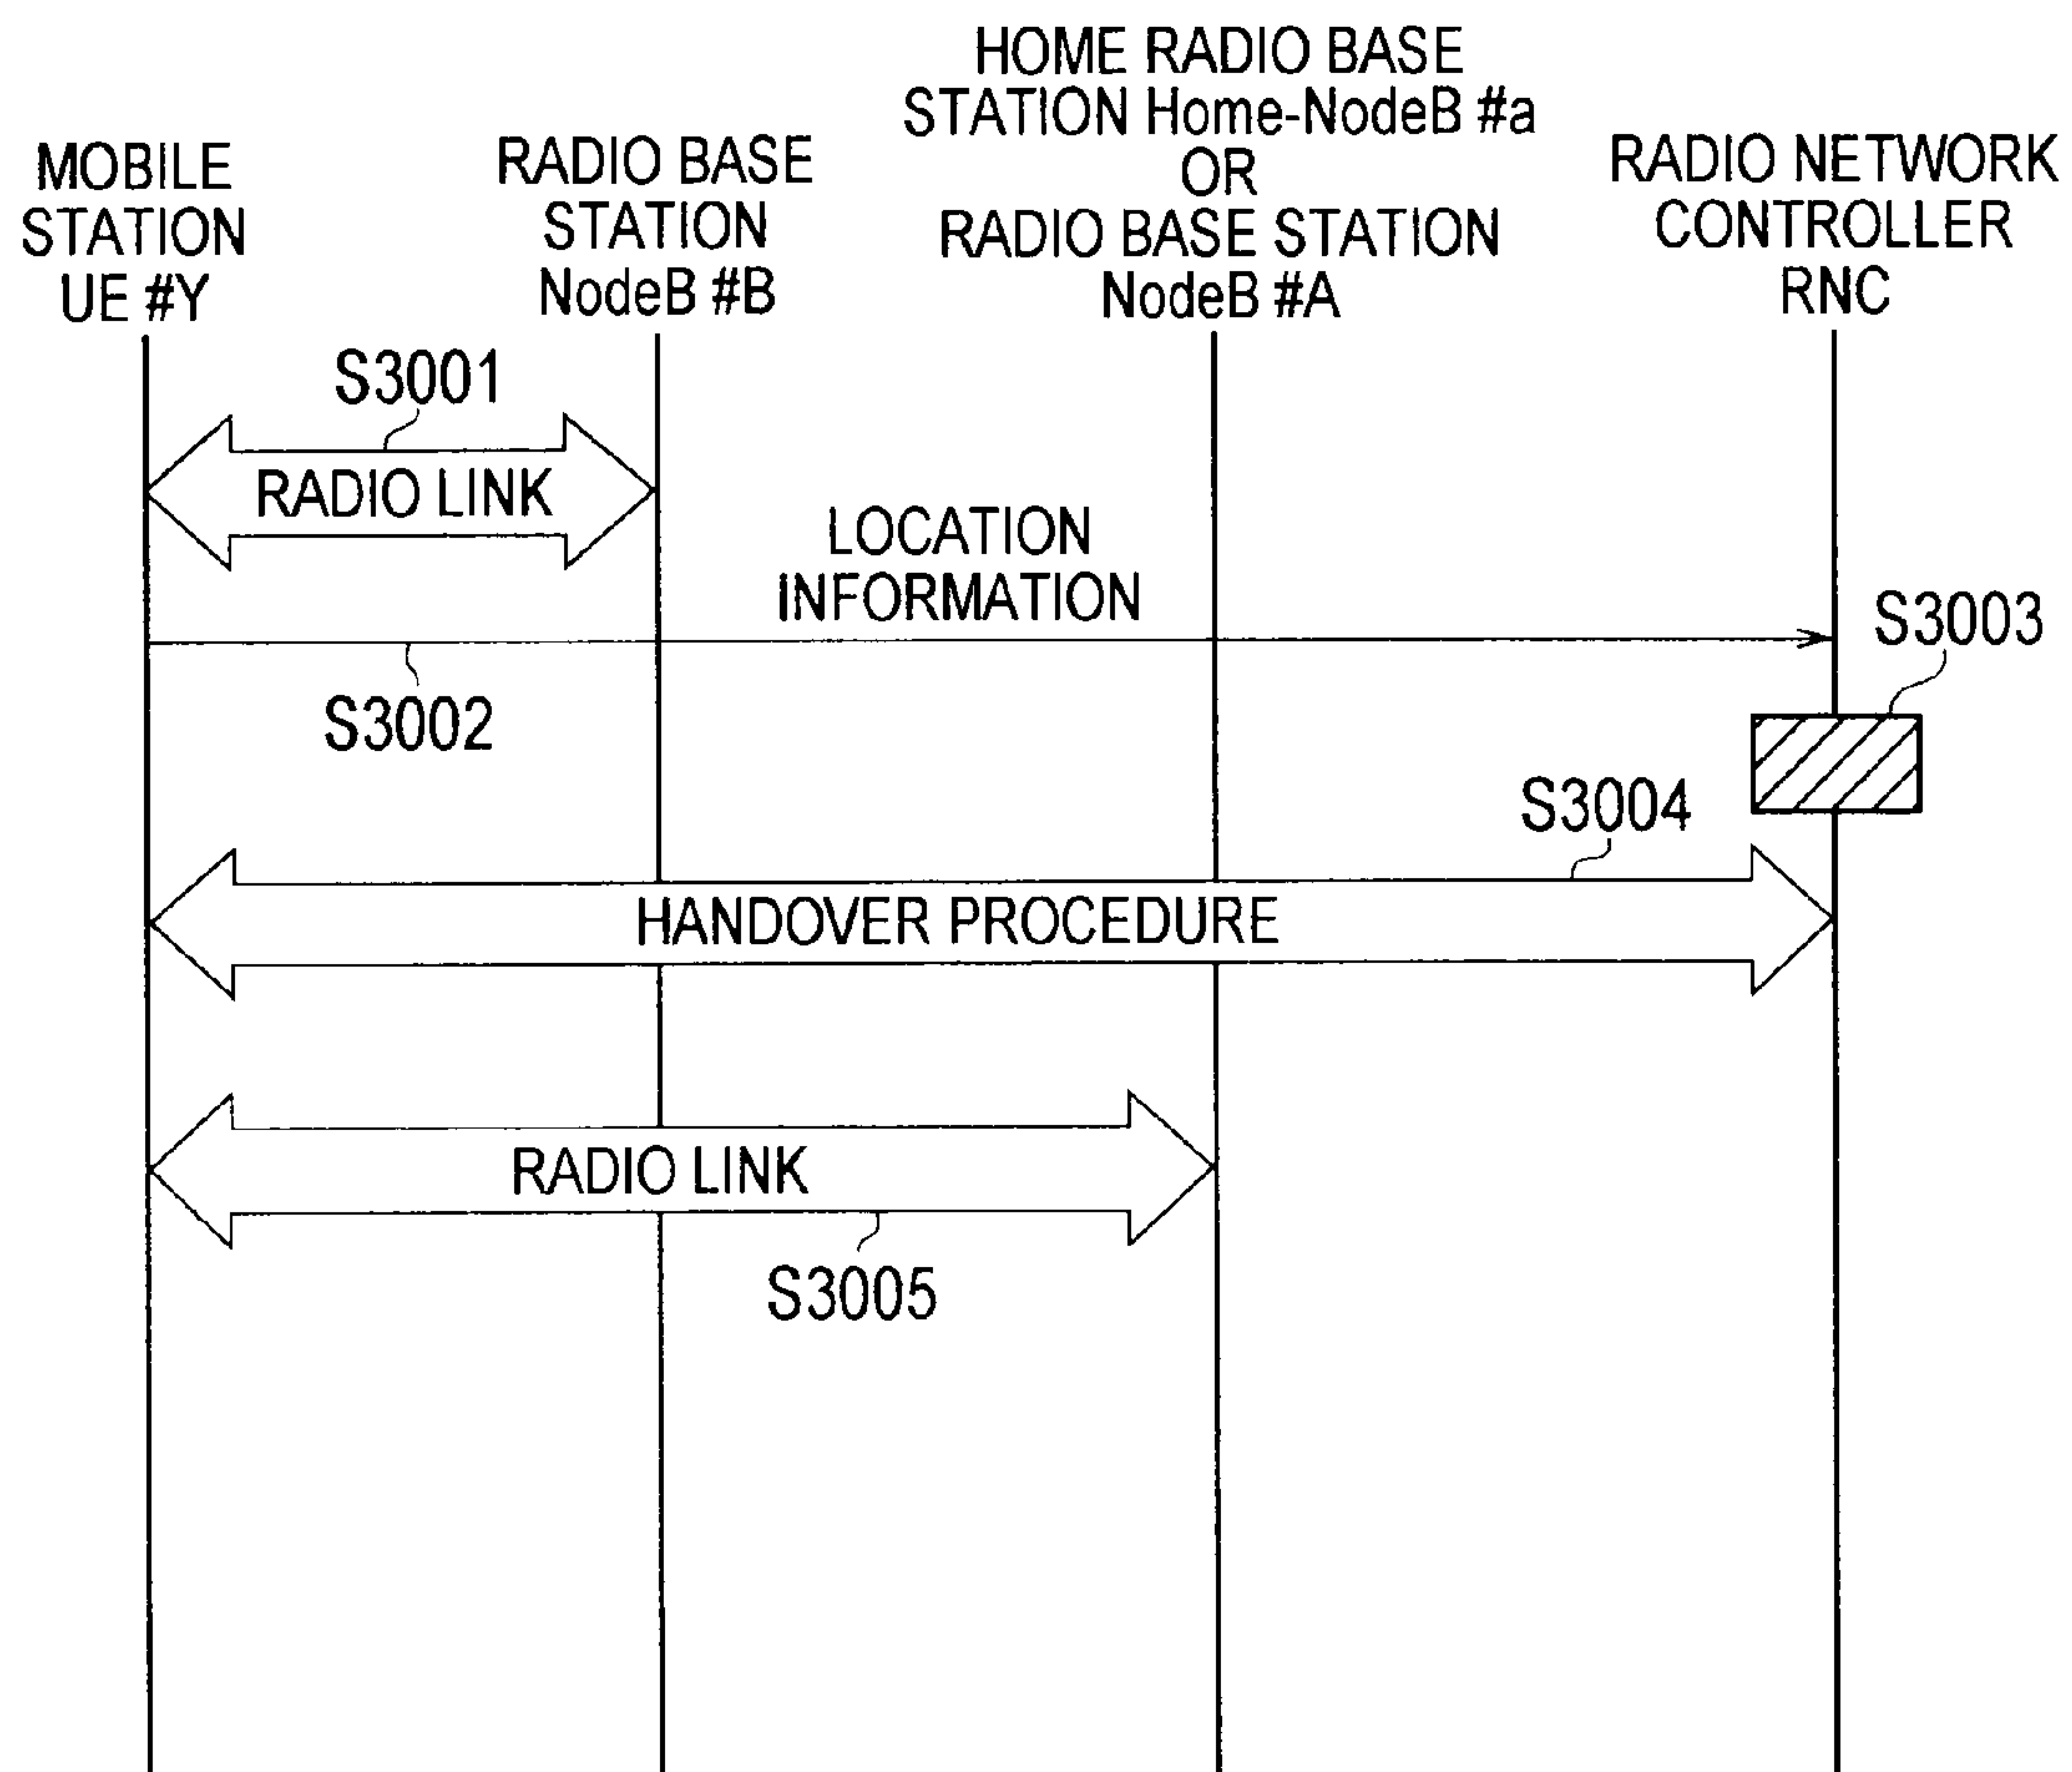 MOBILE
STATION
UE #Y
RADIO BASE
STATION
NodeB #B
HOME RADIO BASE
STATION Home-NodeB #a
OR
RADIO BASE STATION
NodeB #A
RADIO NETWORK
CONTROLLER
RNC
S3001
RADIO LINK
LOCATION
INFORMATION
S3002
S3003
S3004
HANDOVER PROCEDURE
RADIO LINK
S3005